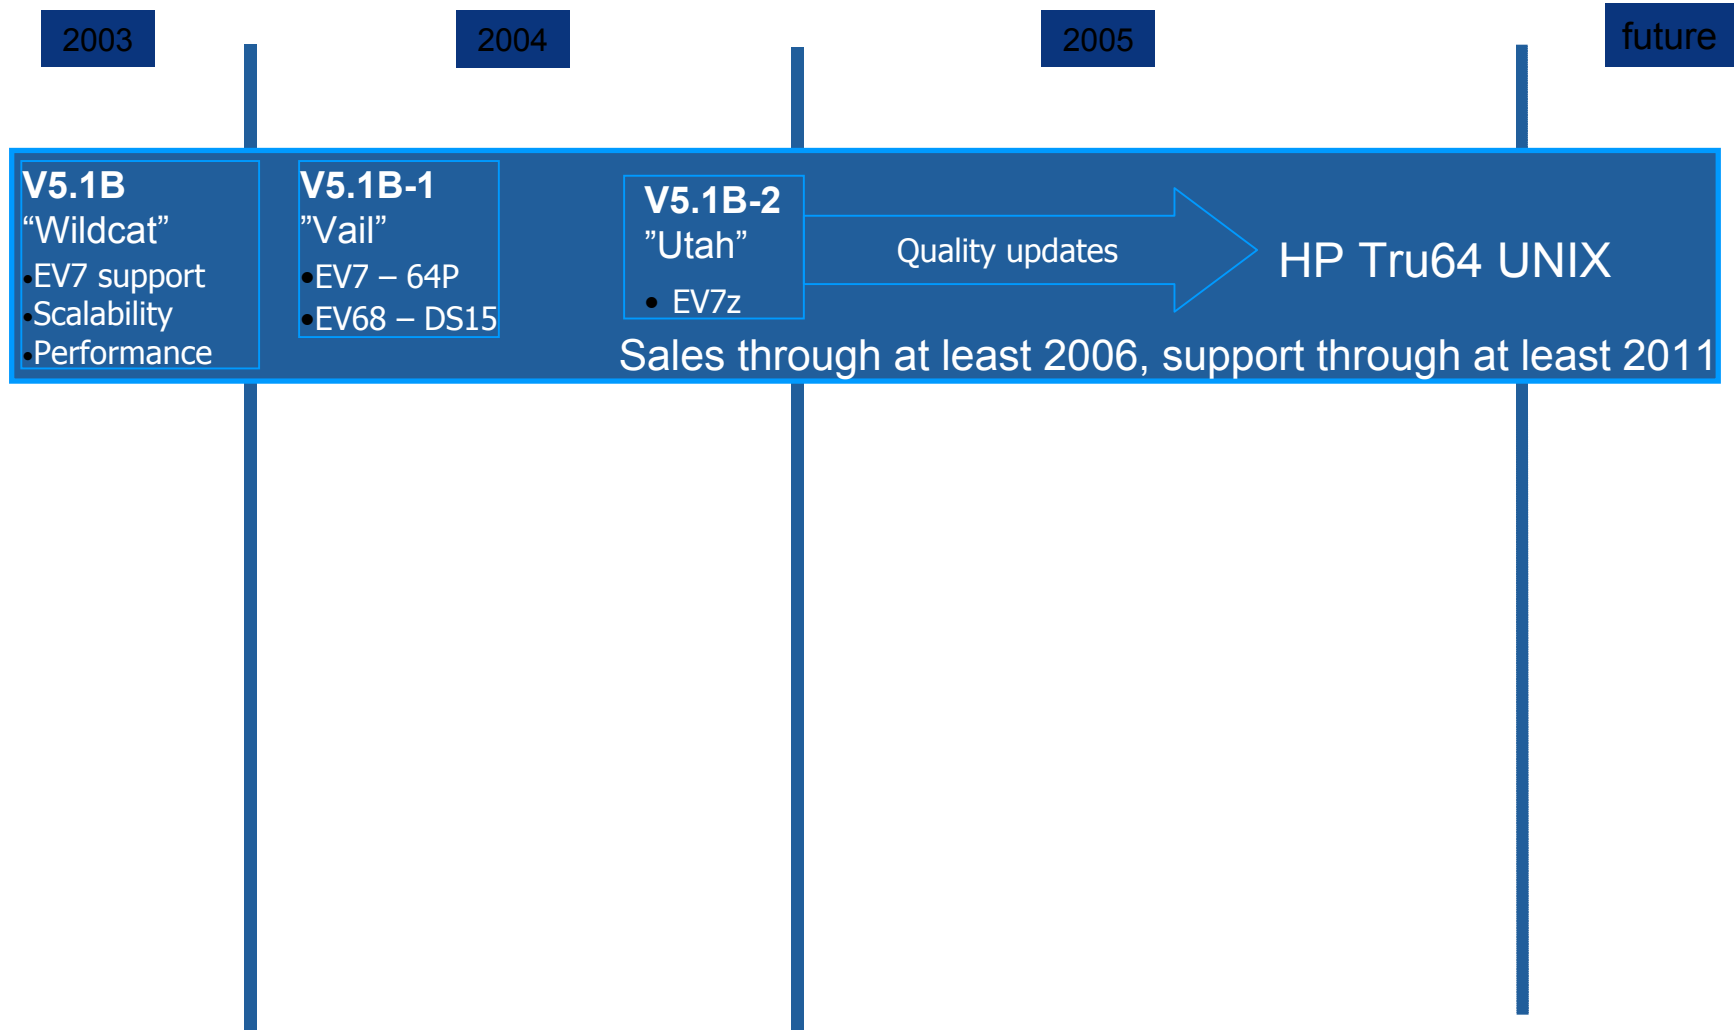 2003
2004
2005
future
V5.1B
“Wildcat”
•EV7 support
•Scalability
•Performance
V5.1B-1
”Vail”
•EV7 – 64P
•EV68 – DS15
V5.1B-2
”Utah”
• EV7z
Quality updates
HP Tru64 UNIX
Sales through at least 2006, support through at least 2011